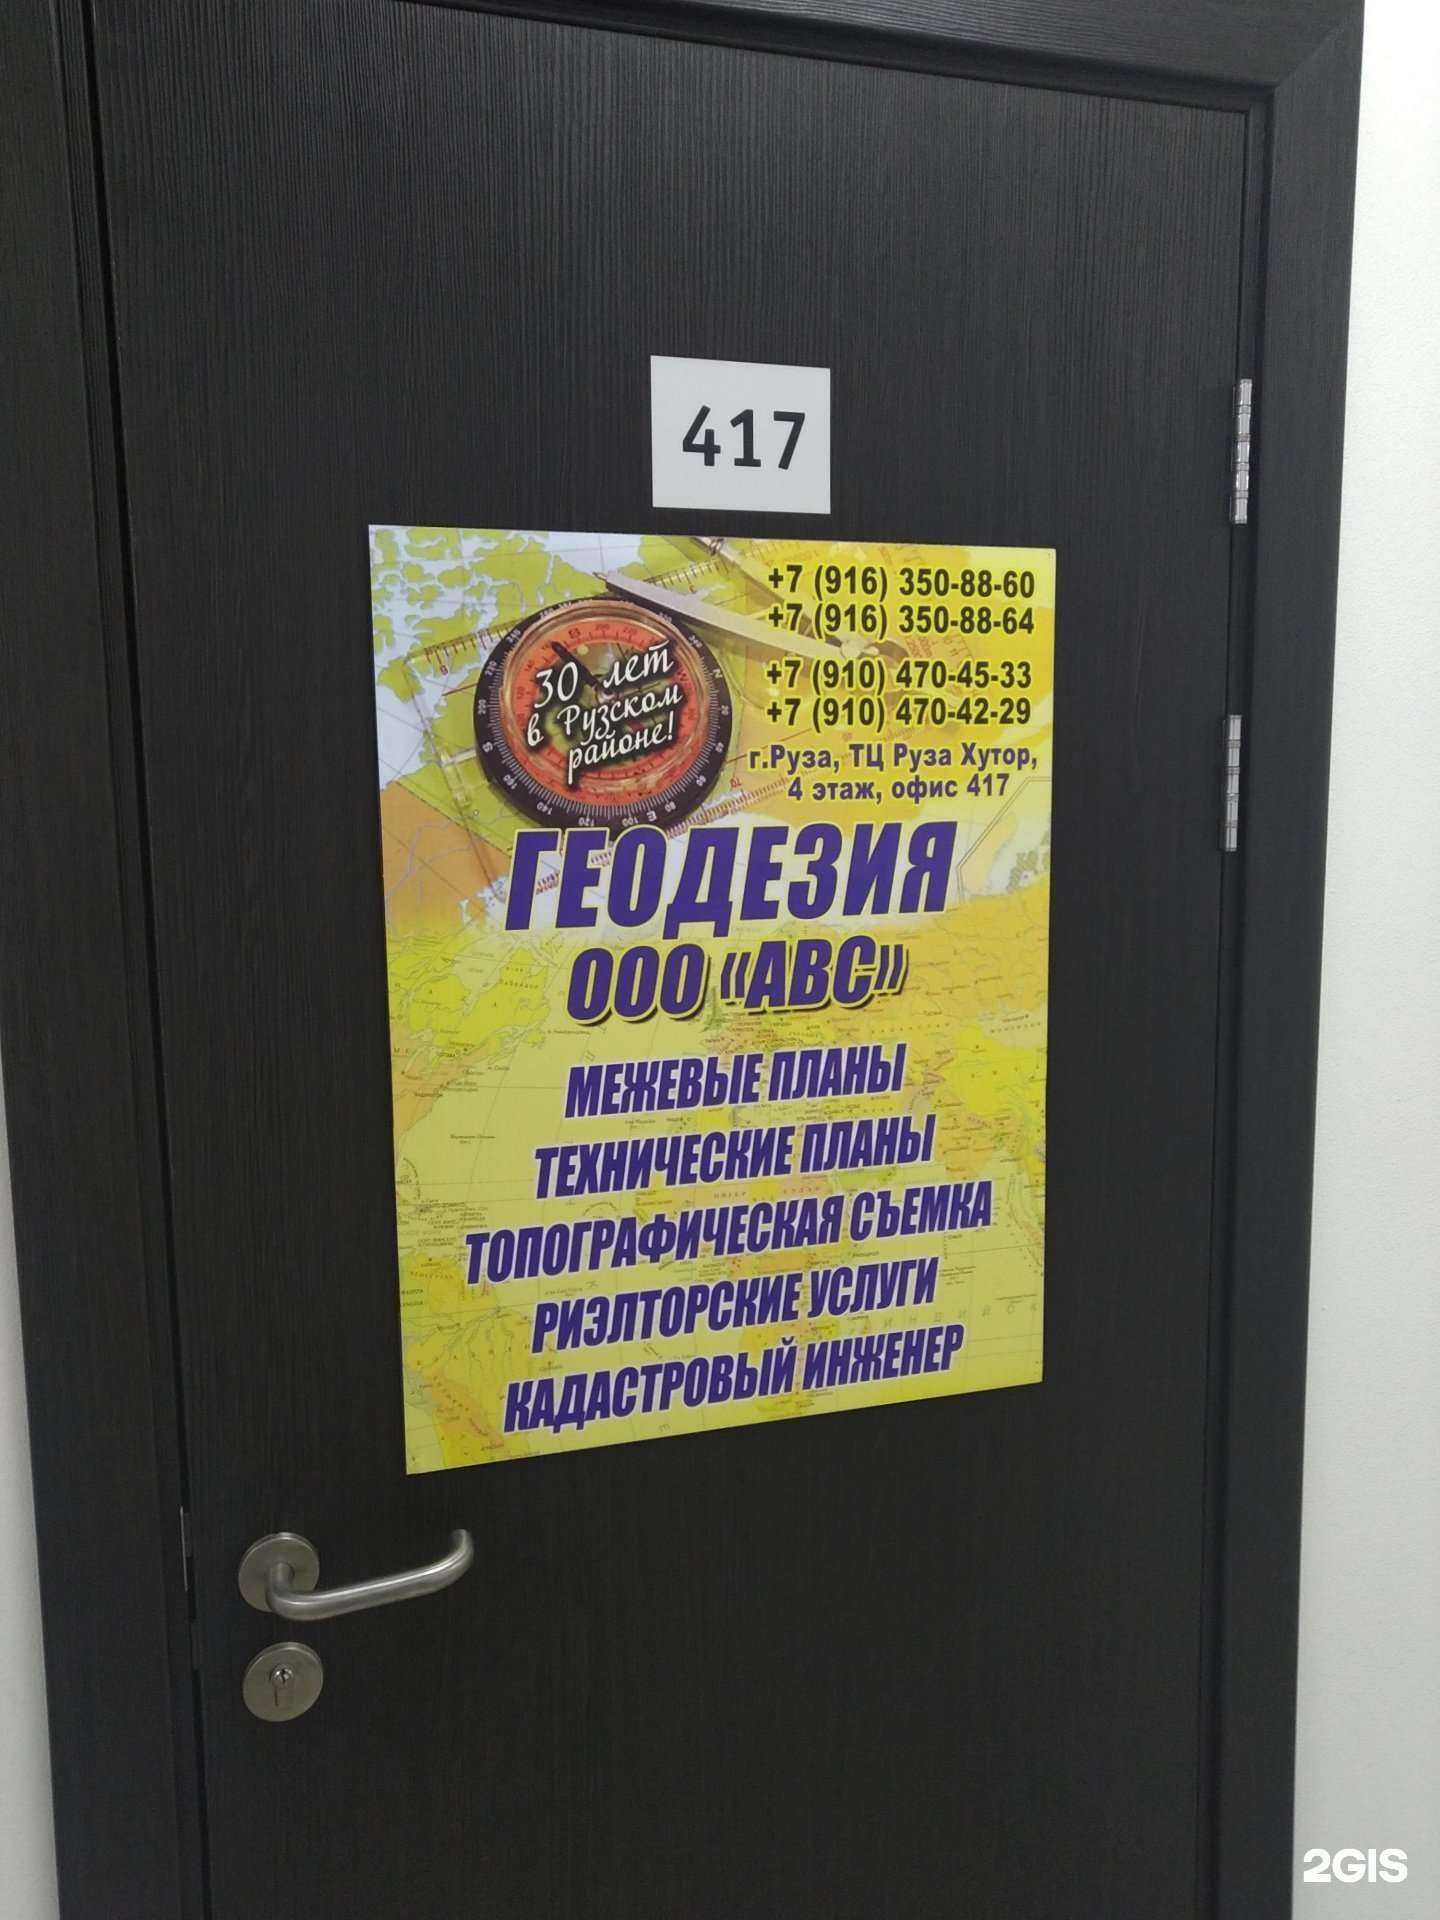 417
+7 (916) 350-88-60
+7 (916) 350-88-64
+7 (910) 470-45-33
+7 (910) 470-42-29
г.Руза, ТЦ Руза Хутор,
4 этаж, офис 417
30 лет
в Рузском
районе!
ГЕОДЕЗИЯ
ООО «АВС»
МЕЖЕВЫЕ ПЛАНЫ
ТЕХНИЧЕСКИЕ ПЛАНЫ
ТОПОГРАФИЧЕСКАЯ СЪЕМКА
РИЭЛТОРСКИЕ УСЛУГИ
КАДАСТРОВЫЙ ИНЖЕНЕР
2GIS